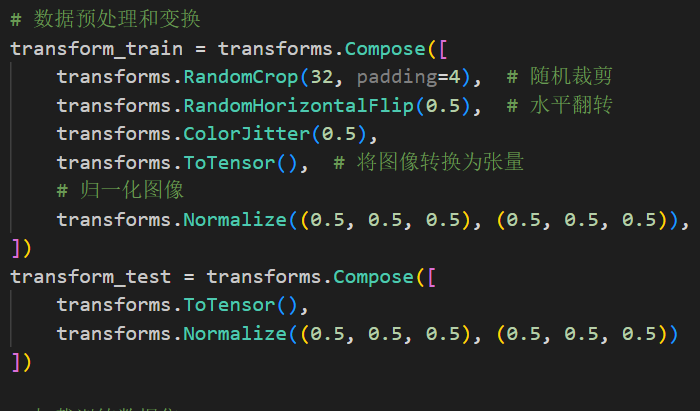 # 数据预处理和变换
transform_train = transforms.Compose([
    transforms.RandomCrop(32, padding=4),  # 随机裁剪
    transforms.RandomHorizontalFlip(0.5),  # 水平翻转
    transforms.ColorJitter(0.5),
    transforms.ToTensor(),  # 将图像转换为张量
    # 归一化图像
    transforms.Normalize((0.5, 0.5, 0.5), (0.5, 0.5, 0.5)),
])
transform_test = transforms.Compose([
    transforms.ToTensor(),
    transforms.Normalize((0.5, 0.5, 0.5), (0.5, 0.5, 0.5))
])